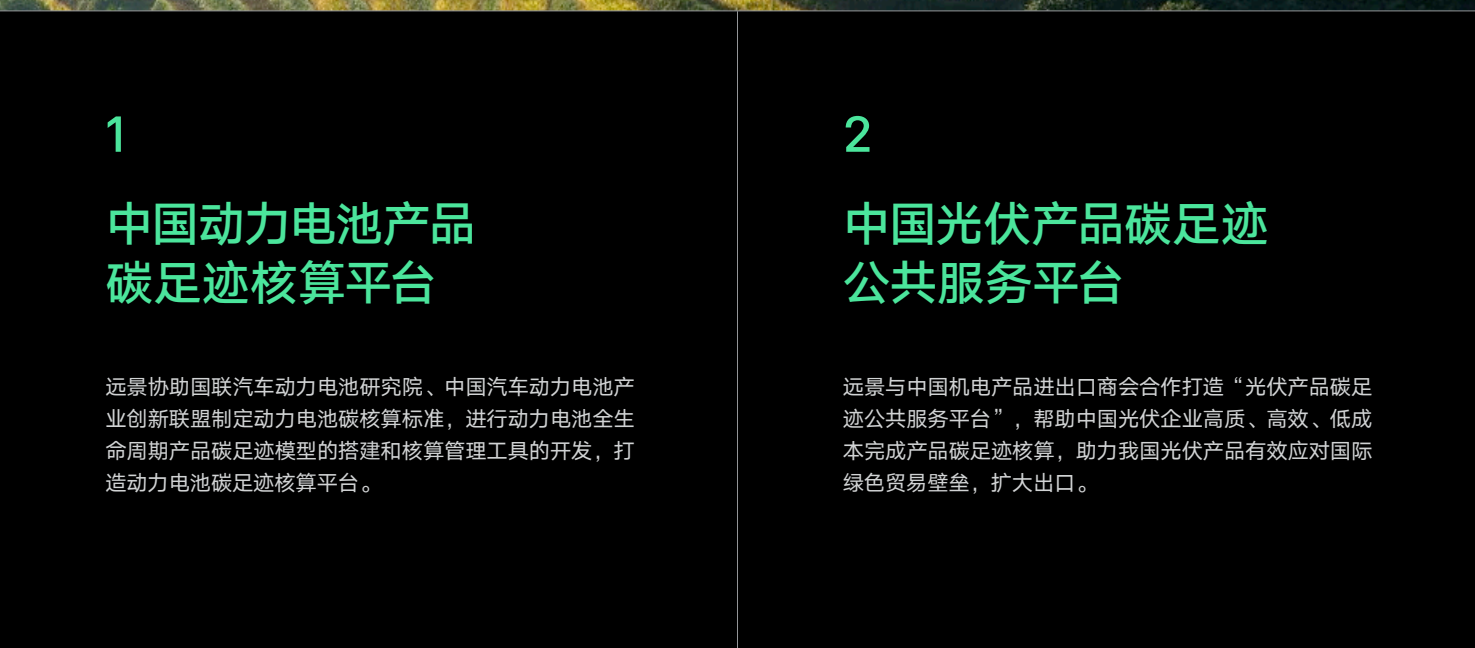 1
中国动力电池产品
碳足迹核算平台
远景协助国联汽车动力电池研究院、中国汽车动力电池产
业创新联盟制定动力电池碳核算标准，进行动力电池全生
命周期产品碳足迹模型的搭建和核算管理工具的开发，打
造动力电池碳足迹核算平台。
2
中国光伏产品碳足迹
公共服务平台
远景与中国机电产品进出口商会合作打造“光伏产品碳足
迹公共服务平台”，帮助中国光伏企业高质、高效、低成
本完成产品碳足迹核算，助力我国光伏产品有效应对国际
绿色贸易壁垒，扩大出口。